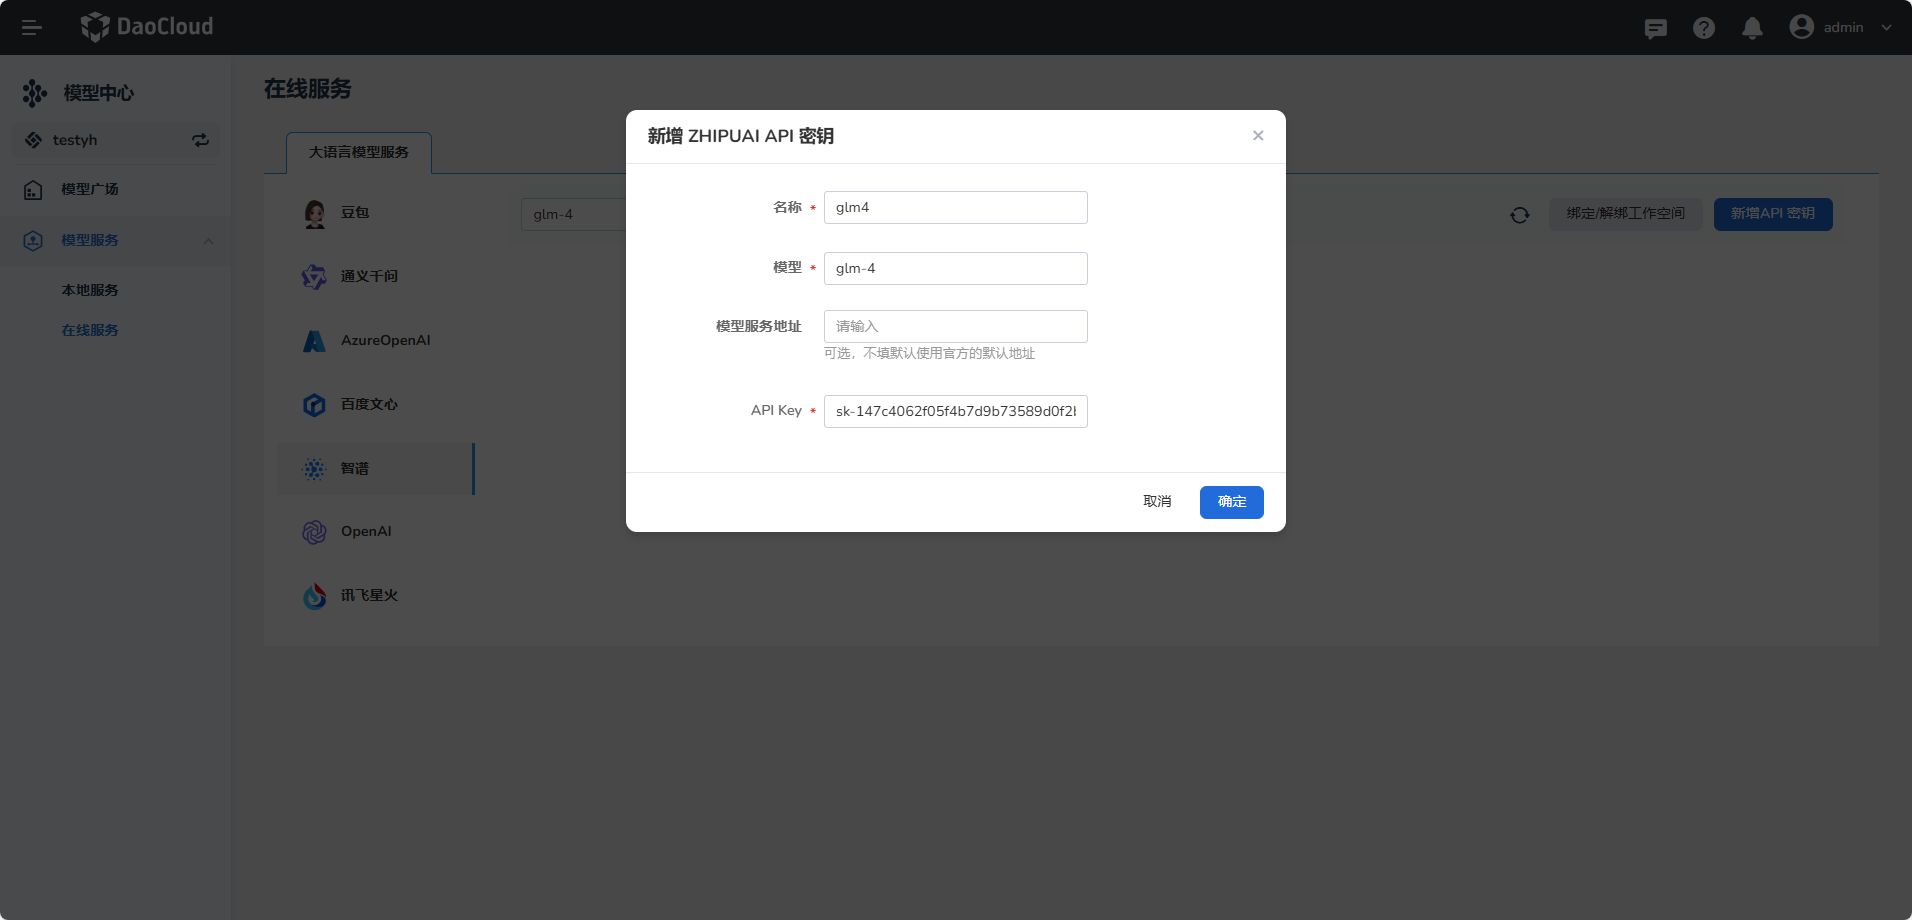 DaoCloud
admin
模型中心
testyh
模型广场
模型服务
本地服务
在线服务
在线服务
大语言模型服务
豆包
通义千问
AzureOpenAI
百度文心
智谱
OpenAI
讯飞星火
glm-4
绑定/解绑工作空间
新增API 密钥
新增 ZHIPUAI API 密钥
名称 * glm4
模型 * glm-4
模型服务地址 请输入
可选，不填默认使用官方的默认地址
API Key * sk-147c4062f05f4b7d9b73589d0f2
取消 确定